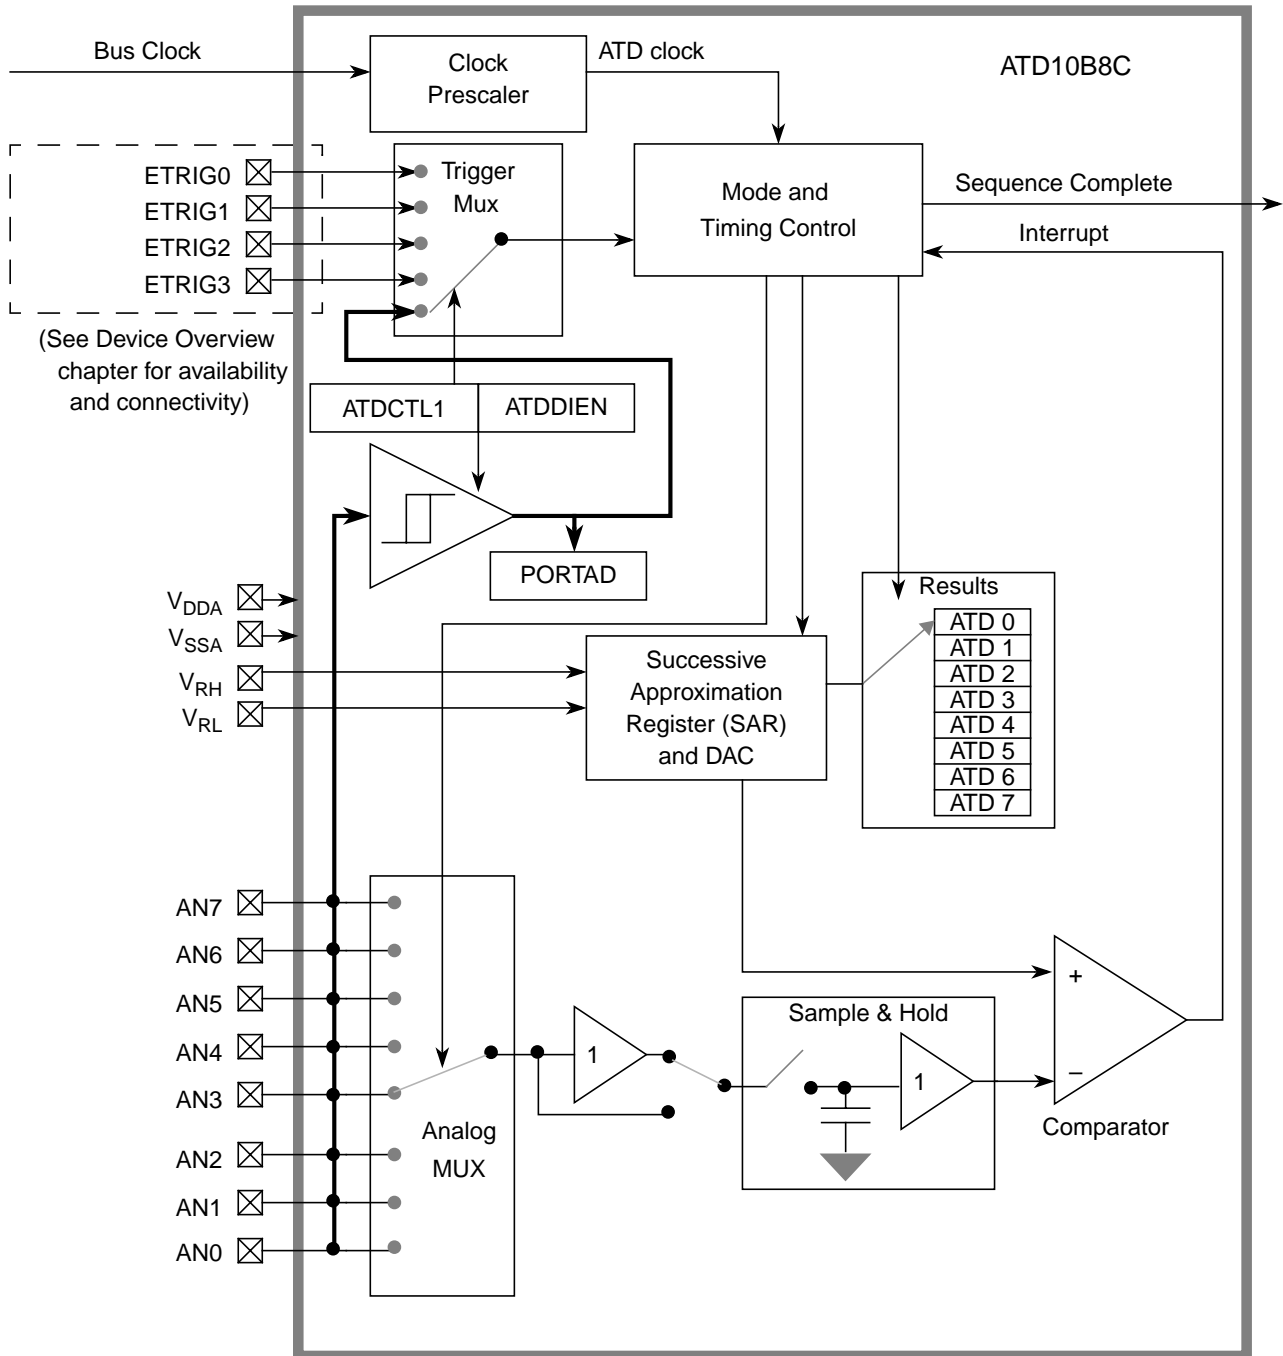 Bus Clock
Clock
Prescaler
ATD clock
ATD10B8C
ETRIG0
ETRIG1
ETRIG2
ETRIG3
(See Device Overview
chapter for availability
and connectivity)
Trigger
Mux
Mode and
Timing Control
Sequence Complete
Interrupt
ATDCTL1
ATDDIEN
PORTAD
VDDA
VSSA
VRH
VRL
Successive
Approximation
Register (SAR)
and DAC
Results
ATD 0
ATD 1
ATD 2
ATD 3
ATD 4
ATD 5
ATD 6
ATD 7
AN7
AN6
AN5
AN4
AN3
AN2
AN1
AN0
Analog
MUX
1
Sample & Hold
1
+
−
Comparator